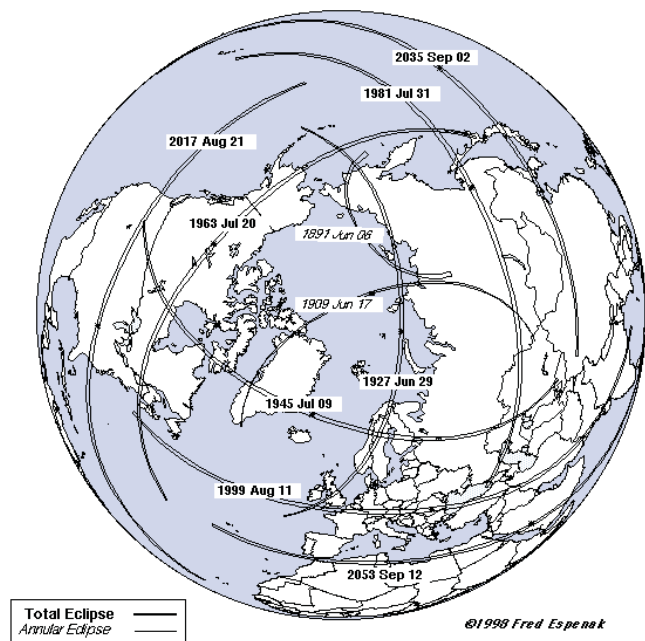 2035 Sep 02
1981 Jul 31
2017 Aug 21
1963 Jul 20
1891 Jun 06
1909 Jun 17
1927 Jun 29
1945 Jul 09
1999 Aug 11
2053 Sep 12
Total Eclipse
Annular Eclipse
©1998 Fred Espenak